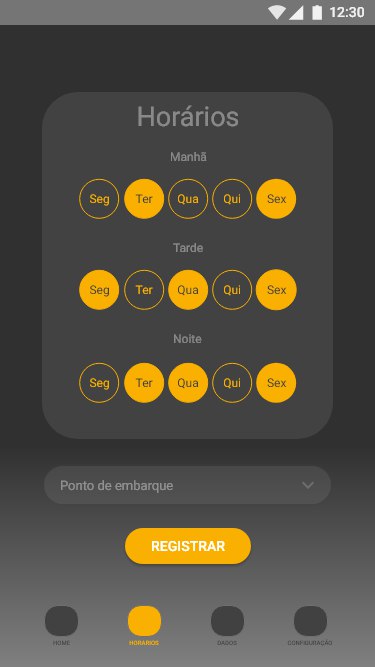 12:30
Horários
Manhã
Seg Ter Qua Qui Sex
Tarde
Seg Ter Qua Qui Sex
Noite
Seg Ter Qua Qui Sex
Ponto de embarque
REGISTRAR
HOME HORARIOS DADOS CONFIGURAÇÃO